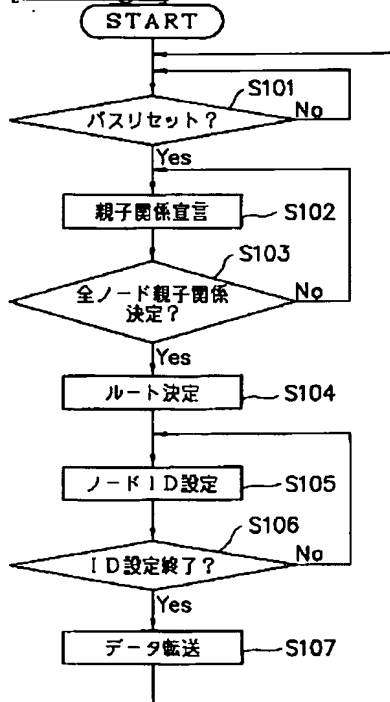 START
S101
バスリセット?
No
Yes
親子関係宣言
S102
S103
全ノード親子関係
決定?
No
Yes
ルート決定
S104
ノードID設定
S105
S106
ID設定終了?
No
Yes
データ転送
S107